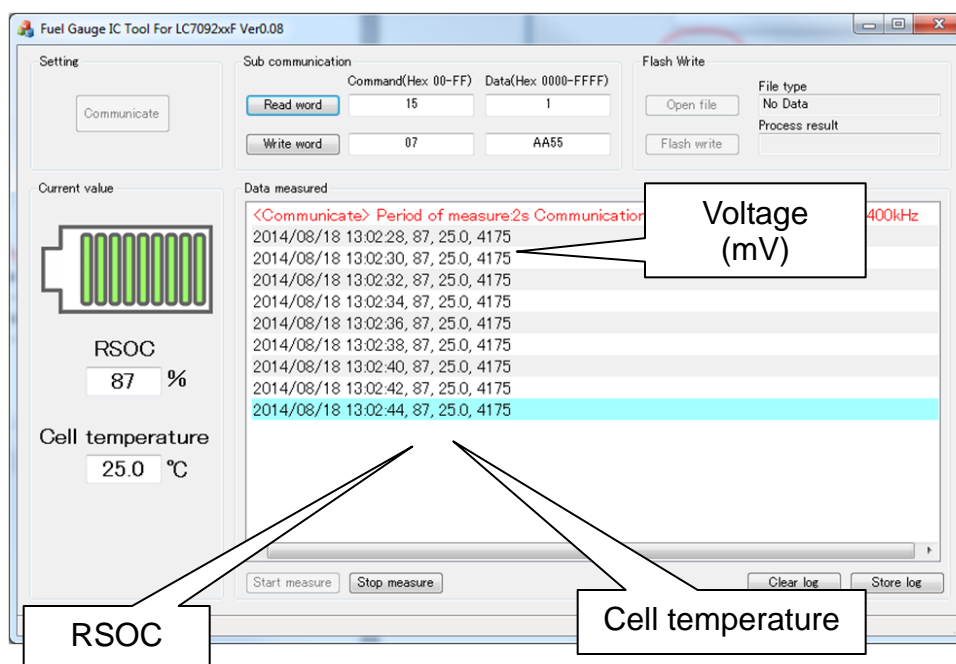 Fuel Gauge IC Tool For LC7092xxF Ver0.08
Setting
Communicate
Sub communication
Command(Hex 00-FF) Data(Hex 0000-FFFF)
Read word 15 1
Write word 07 AA55
Flash Write
File type
Open file No Data
Process result
Flash write
Current value
RSOC
87 %
Cell temperature
25.0 ℃
Data measured
<Communicate> Period of measure:2s Communication 400kHz
2014/08/18 13:02:28, 87, 25.0, 4175
2014/08/18 13:02:30, 87, 25.0, 4175
2014/08/18 13:02:32, 87, 25.0, 4175
2014/08/18 13:02:34, 87, 25.0, 4175
2014/08/18 13:02:36, 87, 25.0, 4175
2014/08/18 13:02:38, 87, 25.0, 4175
2014/08/18 13:02:40, 87, 25.0, 4175
2014/08/18 13:02:42, 87, 25.0, 4175
2014/08/18 13:02:44, 87, 25.0, 4175
Voltage
(mV)
Start measure Stop measure Clear log Store log
RSOC
Cell temperature